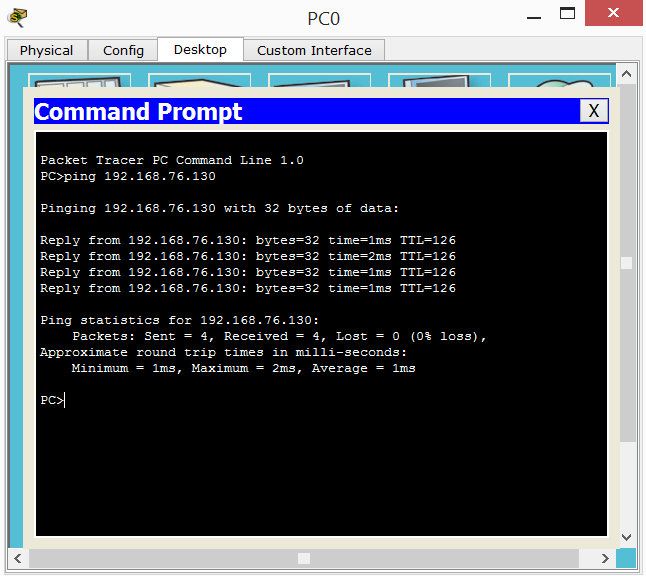 PC0
X
Physical Config Desktop Custom Interface
Command Prompt X
Packet Tracer PC Command Line 1.0
PC>ping 192.168.76.130
Pinging 192.168.76.130 with 32 bytes of data:
Reply from 192.168.76.130: bytes=32 time=1ms TTL=126
Reply from 192.168.76.130: bytes=32 time=2ms TTL=126
Reply from 192.168.76.130: bytes=32 time=1ms TTL=126
Reply from 192.168.76.130: bytes=32 time=1ms TTL=126
Ping statistics for 192.168.76.130:
Packets: Sent = 4, Received = 4, Lost = 0 (0% loss),
Approximate round trip times in milli-seconds:
Minimum = 1ms, Maximum = 2ms, Average = 1ms
PC>